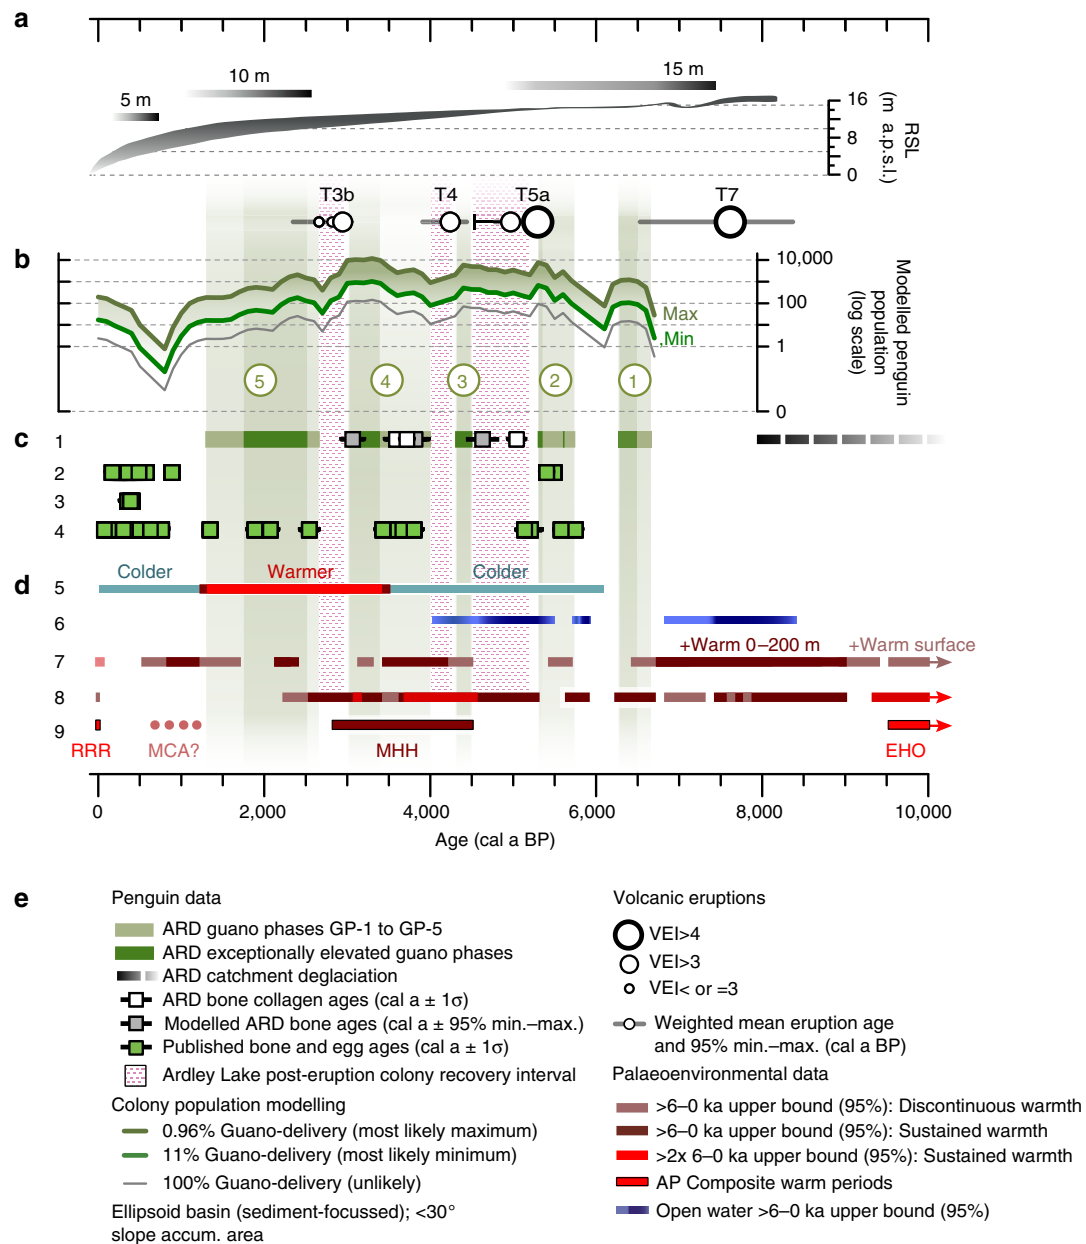 a
5 m
10 m
15 m
16
8
0
RSL
(m a.p.s.l.)
T3b
T4
T5a
T7
b
10,000
100
1
0
Max
Min
Modelled penguin
population
(log scale)
5
4
3
2
1
c
1
2
3
4
d
Colder
Warmer
Colder
5
6
+Warm 0–200 m
+Warm surface
7
8
9
RRR
MCA?
MHH
EHO
0
2,000
4,000
6,000
8,000
10,000
Age (cal a BP)
e
Penguin data
ARD guano phases GP-1 to GP-5
ARD exceptionally elevated guano phases
ARD catchment deglaciation
ARD bone collagen ages (cal a ± 1σ)
Modelled ARD bone ages (cal a ± 95% min.–max.)
Published bone and egg ages (cal a ± 1σ)
Ardley Lake post-eruption colony recovery interval
Colony population modelling
0.96% Guano-delivery (most likely maximum)
11% Guano-delivery (most likely minimum)
100% Guano-delivery (unlikely)
Ellipsoid basin (sediment-focussed); <30°
slope accum. area
Volcanic eruptions
VEI>4
VEI>3
VEI< or =3
Weighted mean eruption age
and 95% min.–max. (cal a BP)
Palaeoenvironmental data
>6–0 ka upper bound (95%): Discontinuous warmth
>6–0 ka upper bound (95%): Sustained warmth
>2x 6–0 ka upper bound (95%): Sustained warmth
AP Composite warm periods
Open water >6–0 ka upper bound (95%)